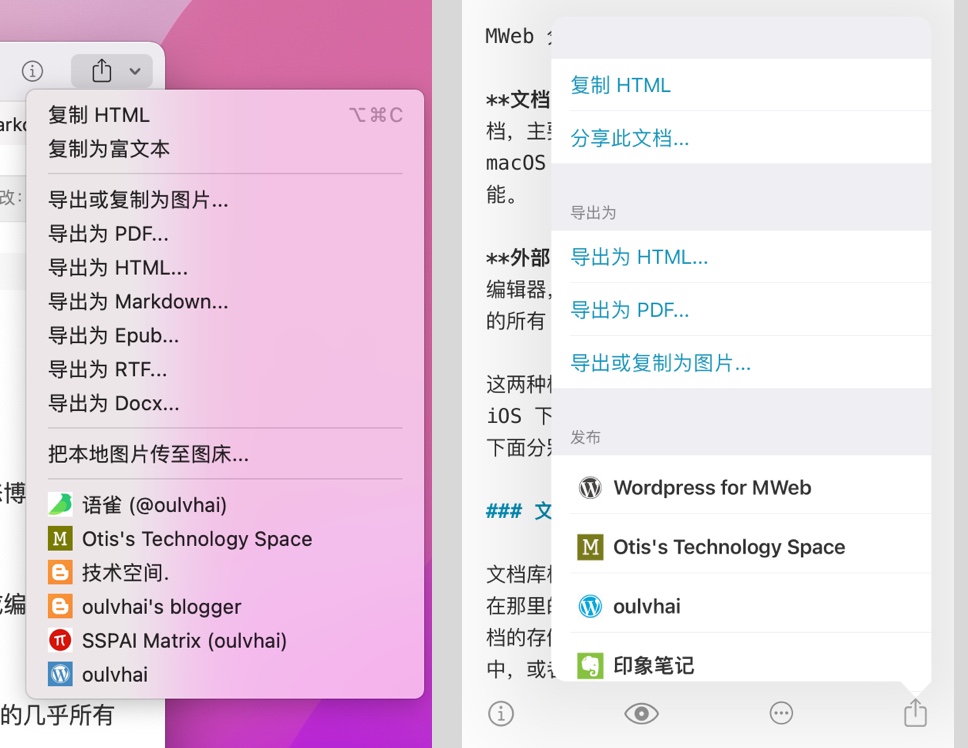 arkd
改:
博
编
的几乎所有
复制 HTML ⌥⌘C
复制为富文本
导出或复制为图片...
导出为 PDF...
导出为 HTML...
导出为 Markdown...
导出为 Epub...
导出为 RTF...
导出为 Docx...
把本地图片传至图床...
语雀 (@oulvhai)
M Otis's Technology Space
技术空间.
oulvhai's blogger
π SSPAI Matrix (oulvhai)
oulvhai
MWeb
**文档
档，主要
macOS
能。
**外部
编辑器，
的所有
这两种
iOS 下
下面分别
### 文
文档库
在那里的
档的存
中，或者
复制 HTML
分享此文档...
导出为
导出为 HTML...
导出为 PDF...
导出或复制为图片...
发布
Wordpress for MWeb
M Otis's Technology Space
oulvhai
印象笔记